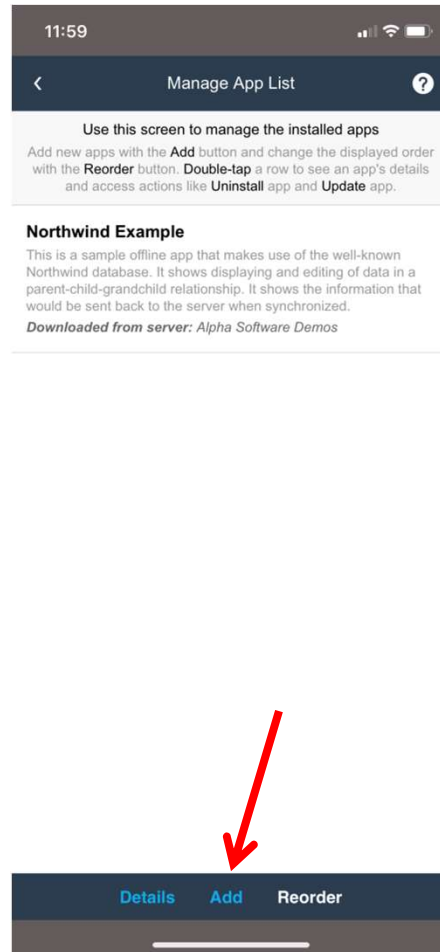 11:59
Manage App List
?
Use this screen to manage the installed apps
Add new apps with the Add button and change the displayed order
with the Reorder button. Double-tap a row to see an app's details
and access actions like Uninstall app and Update app.
Northwind Example
This is a sample offline app that makes use of the well-known
Northwind database. It shows displaying and editing of data in a
parent-child-grandchild relationship. It shows the information that
would be sent back to the server when synchronized.
Downloaded from server: Alpha Software Demos
Details Add Reorder